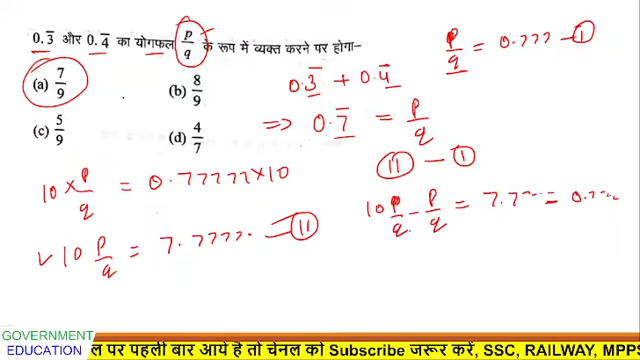 0.3̅ और 0.4̅ का योगफल p/q के रूप में व्यक्त करने पर होगा–
(a) 7/9 (b) 8/9
(c) 5/9 (d) 4/7
p/q = 0.777 — ①
0.3̅ + 0.4̅
⇒ 0.7̅ = p/q
10 × p/q = 0.77777×10
10 p/q = 7.7777. — ⑪
⑪ — ①
10 p/q - p/q = 7.7 = 0.7
GOVERNMENT
EDUCATION
ल पर पहली बार आये है तो चेनल को Subscribe जरूर करें, SSC, RAILWAY, MPPS